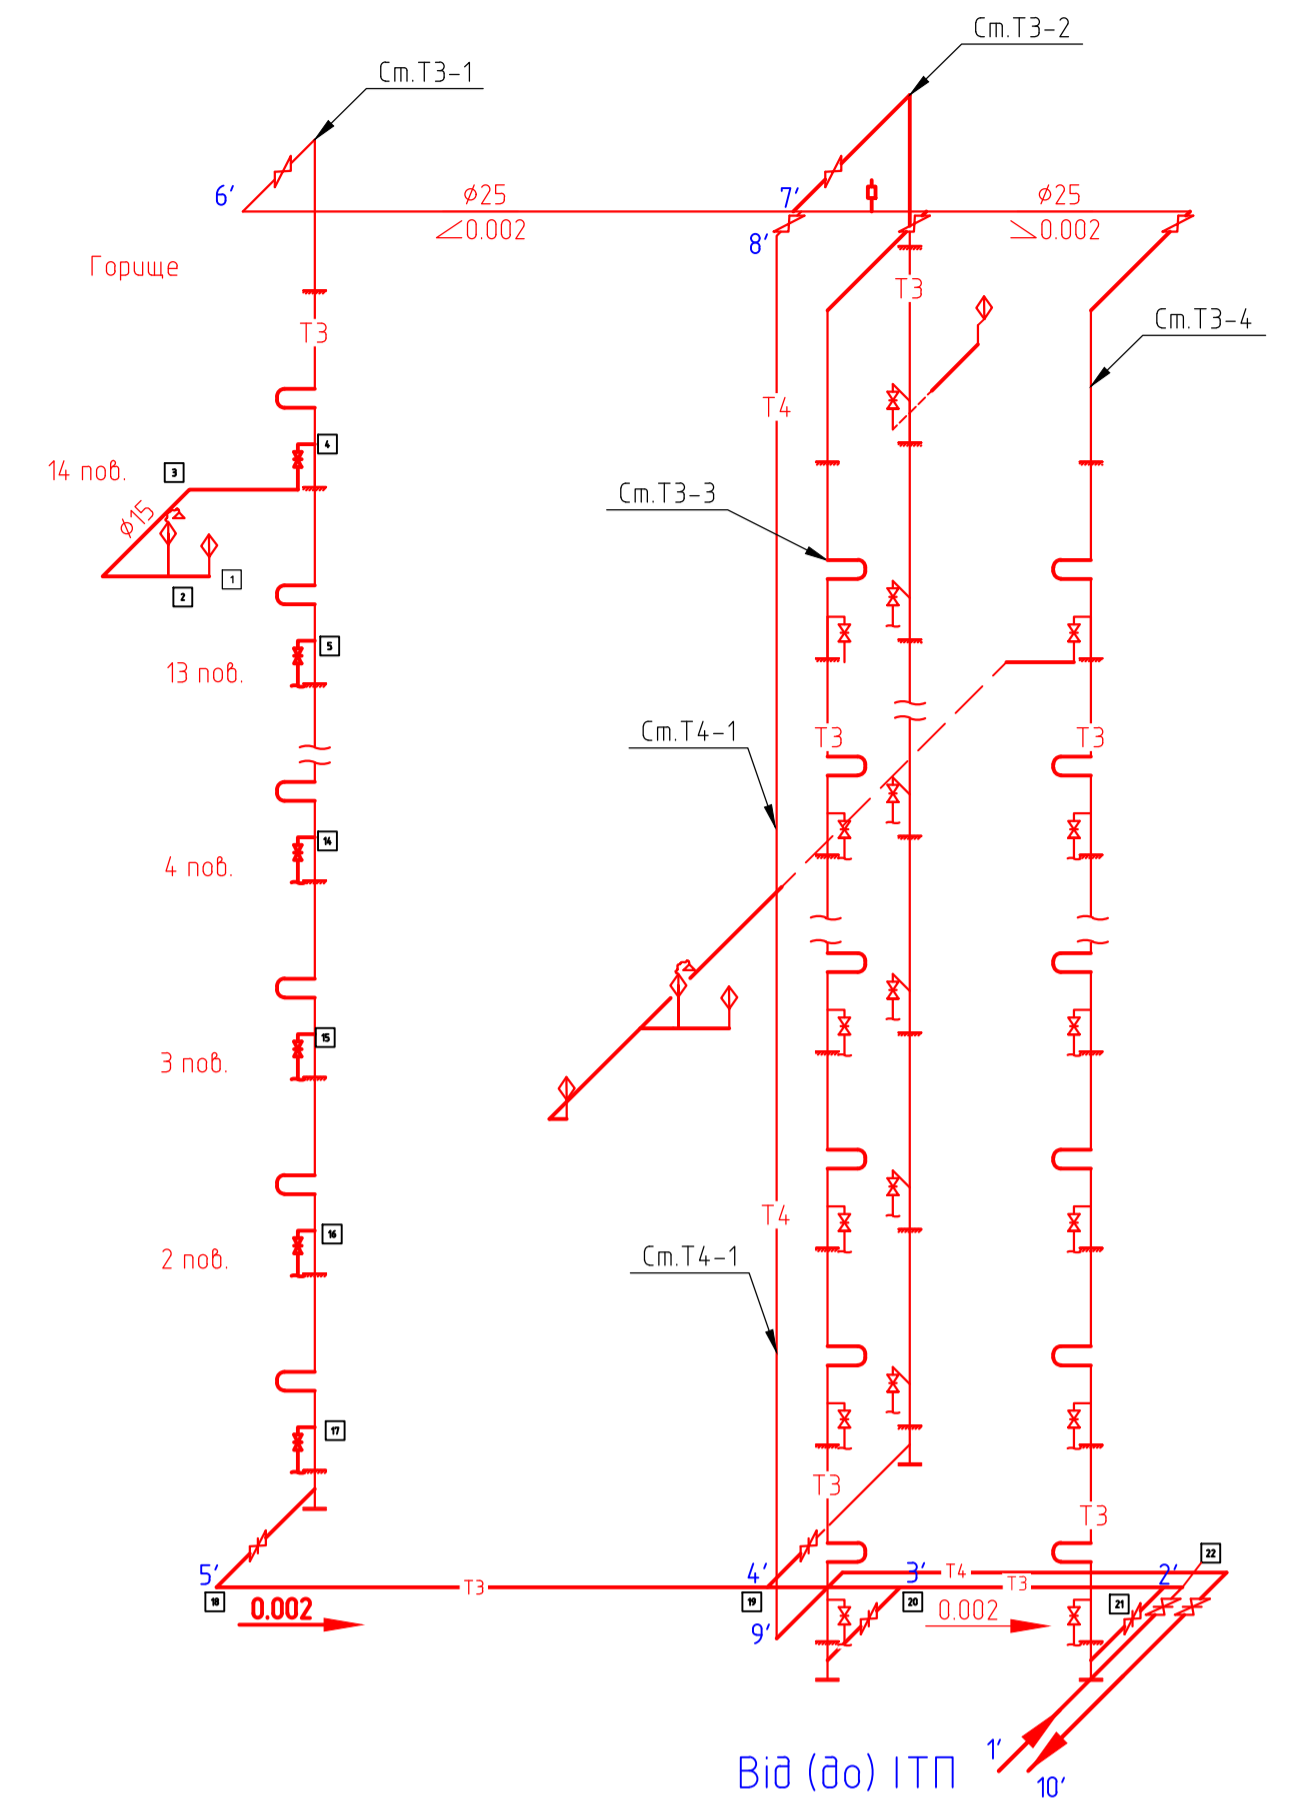 Ст.Т3-2
Ст.Т3-1
6' ⌀25 7' ⌀25
∠0.002 8' 0.002
Горище
Т3
Ст.Т3-4
Т3
Т4
4
14 пов. 3
Ст.Т3-3
⌀15
1
2
5
13 пов.
Ст.Т4-1 Т3 Т3
14
4 пов.
15
3 пов.
Т4
16
2 пов.
Ст.Т4-1
17
Т3
Т3
22
5' Т3 4' 3' Т4 Т3 2'
18 19 20 21
0.002 9' 0.002
Від (до) ІТП 1' 10'